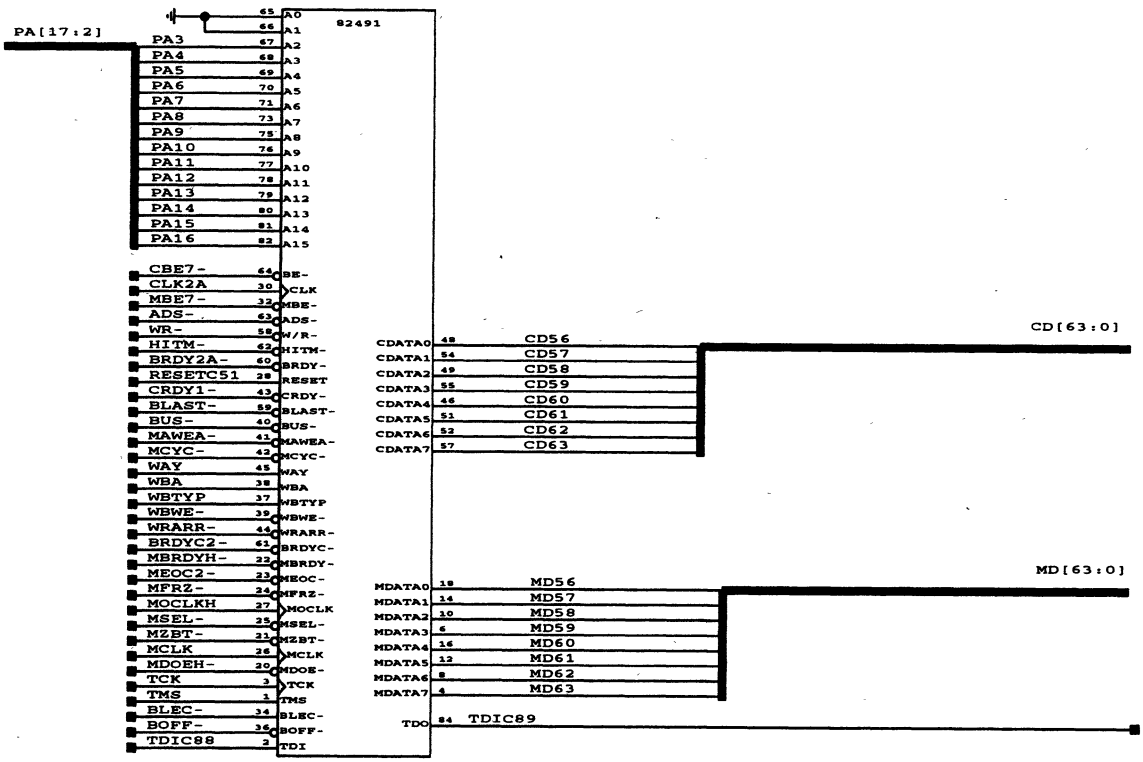 82491
PA[17:2]
65 A0
66 A1
PA3 67 A2
PA4 68 A3
PA5 69 A4
PA6 70 A5
PA7 71 A6
PA8 73 A7
PA9 75 A8
PA10 76 A9
PA11 77 A10
PA12 78 A11
PA13 79 A12
PA14 80 A13
PA15 81 A14
PA16 82 A15
CBE7- 64 BE-
CLK2A 30 CLK
MBE7- 32 MBE-
ADS- 63 ADS-
WR- 58 W/R-
HITM- 62 HITM-
BRDY2A- 60 BRDY-
RESETC51 28 RESET
CRDY1- 43 CRDY-
BLAST- 59 BLAST-
BUS- 40 BUS-
MAWEA- 41 MAWEA-
MCYC- 42 MCYC-
WAY 45 WAY
WBA 38 WBA
WBTYP 37 WBTYP
WBWE- 39 WBWE-
WRARR- 44 WRARR-
BRDYC2- 61 BRDYC-
MBRDYH- 22 MBRDY-
MEOC2- 23 MEOC-
MFRZ- 24 MFRZ-
MOCLKH 27 MOCLK
MSEL- 25 MSEL-
MZBT- 21 MZBT-
MCLK 26 MCLK
MDOEH- 20 MDOE-
TCK 3 TCK
TMS 1 TMS
BLEC- 34 BLEC-
BOFF- 36 BOFF-
TDIC88 2 TDI
CD[63:0]
CDATA0 48 CD56
CDATA1 54 CD57
CDATA2 49 CD58
CDATA3 55 CD59
CDATA4 46 CD60
CDATA5 51 CD61
CDATA6 52 CD62
CDATA7 57 CD63
MD[63:0]
MDATA0 18 MD56
MDATA1 14 MD57
MDATA2 10 MD58
MDATA3 6 MD59
MDATA4 16 MD60
MDATA5 12 MD61
MDATA6 8 MD62
MDATA7 4 MD63
TDO 84 TDIC89